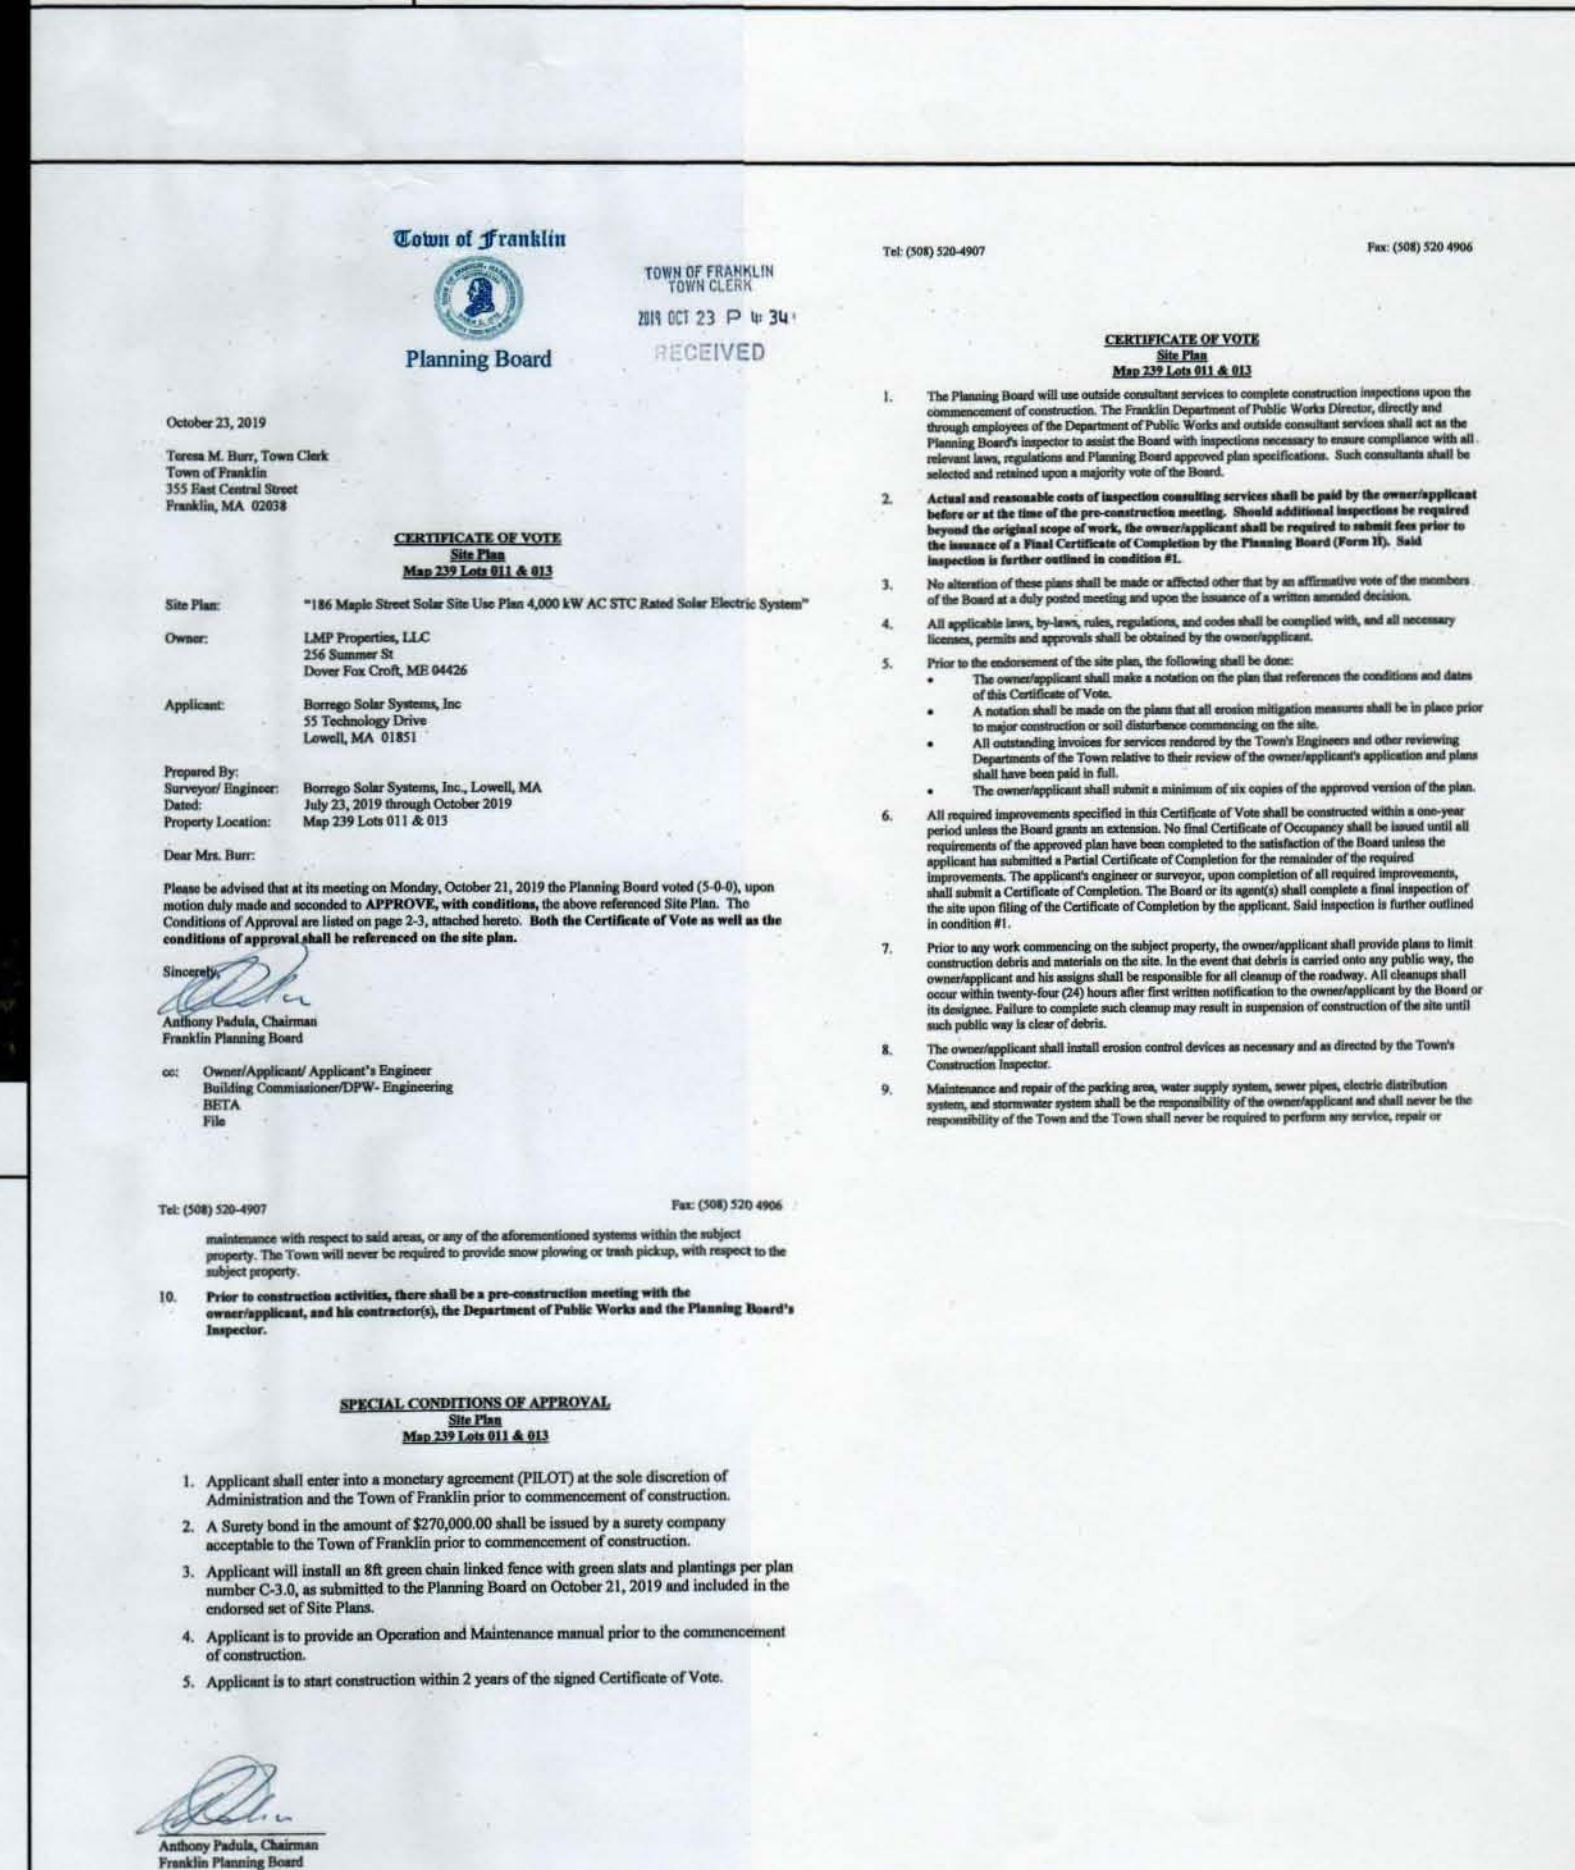 Town of Franklin
Planning Board
TOWN OF FRANKLIN
TOWN CLERK
2019 OCT 23 P 4: 34
RECEIVED
October 23, 2019
Teresa M. Burr, Town Clerk
Town of Franklin
355 East Central Street
Franklin, MA 02038
CERTIFICATE OF VOTE
Site Plan
Map 239 Lots 011 & 013
Site Plan: "186 Maple Street Solar Site Use Plan 4,000 kW AC STC Rated Solar Electric System"
Owner: LMP Properties, LLC
256 Summer St
Dover Fox Croft, ME 04426
Applicant: Borrego Solar Systems, Inc
55 Technology Drive
Lowell, MA 01851
Prepared By:
Surveyor/ Engineer: Borrego Solar Systems, Inc., Lowell, MA
Dated: July 23, 2019 through October 2019
Property Location: Map 239 Lots 011 & 013
Dear Mrs. Burr:
Please be advised that at its meeting on Monday, October 21, 2019 the Planning Board voted (5-0-0), upon
motion duly made and seconded to APPROVE, with conditions, the above referenced Site Plan. The
Conditions of Approval are listed on page 2-3, attached hereto. Both the Certificate of Vote as well as the
conditions of approval shall be referenced on the site plan.
Sincerely,
Anthony Padula, Chairman
Franklin Planning Board
cc: Owner/Applicant/ Applicant's Engineer
Building Commissioner/DPW- Engineering
BETA
File
Tel: (508) 520-4907 Fax: (508) 520 4906
CERTIFICATE OF VOTE
Site Plan
Map 239 Lots 011 & 013
1. The Planning Board will use outside consultant services to complete construction inspections upon the
commencement of construction. The Franklin Department of Public Works Director, directly and
through employees of the Department of Public Works and outside consultant services shall act as the
Planning Board's inspector to assist the Board with inspections necessary to ensure compliance with all
relevant laws, regulations and Planning Board approved plan specifications. Such consultants shall be
selected and retained upon a majority vote of the Board.
2. Actual and reasonable costs of inspection consulting services shall be paid by the owner/applicant
before or at the time of the pre-construction meeting. Should additional inspections be required
beyond the original scope of work, the owner/applicant shall be required to submit fees prior to
the issuance of a Final Certificate of Completion by the Planning Board (Form H). Said
inspection is further outlined in condition #1.
3. No alteration of these plans shall be made or affected other that by an affirmative vote of the members
of the Board at a duly posted meeting and upon the issuance of a written amended decision.
4. All applicable laws, by-laws, rules, regulations, and codes shall be complied with, and all necessary
licenses, permits and approvals shall be obtained by the owner/applicant.
5. Prior to the endorsement of the site plan, the following shall be done:
• The owner/applicant shall make a notation on the plan that references the conditions and dates
of this Certificate of Vote.
• A notation shall be made on the plans that all erosion mitigation measures shall be in place prior
to major construction or soil disturbance commencing on the site.
• All outstanding invoices for services rendered by the Town's Engineers and other reviewing
Departments of the Town relative to their review of the owner/applicant's application and plans
shall have been paid in full.
• The owner/applicant shall submit a minimum of six copies of the approved version of the plan.
6. All required improvements specified in this Certificate of Vote shall be constructed within a one-year
period unless the Board grants an extension. No final Certificate of Occupancy shall be issued until all
requirements of the approved plan have been completed to the satisfaction of the Board unless the
applicant has submitted a Partial Certificate of Completion for the remainder of the required
improvements. The applicant's engineer or surveyor, upon completion of all required improvements,
shall submit a Certificate of Completion. The Board or its agent(s) shall complete a final inspection of
the site upon filing of the Certificate of Completion by the applicant. Said inspection is further outlined
in condition #1.
7. Prior to any work commencing on the subject property, the owner/applicant shall provide plans to limit
construction debris and materials on the site. In the event that debris is carried onto any public way, the
owner/applicant and his assigns shall be responsible for all cleanup of the roadway. All cleanups shall
occur within twenty-four (24) hours after first written notification to the owner/applicant by the Board or
its designee. Failure to complete such cleanup may result in suspension of construction of the site until
such public way is clear of debris.
8. The owner/applicant shall install erosion control devices as necessary and as directed by the Town's
Construction Inspector.
9. Maintenance and repair of the parking area, water supply system, sewer pipes, electric distribution
system, and stormwater system shall be the responsibility of the owner/applicant and shall never be the
responsibility of the Town and the Town shall never be required to perform any service, repair or
Tel: (508) 520-4907 Fax: (508) 520 4906
maintenance with respect to said areas, or any of the aforementioned systems within the subject
property. The Town will never be required to provide snow plowing or trash pickup, with respect to the
subject property.
10. Prior to construction activities, there shall be a pre-construction meeting with the
owner/applicant, and his contractor(s), the Department of Public Works and the Planning Board's
Inspector.
SPECIAL CONDITIONS OF APPROVAL
Site Plan
Map 239 Lots 011 & 013
1. Applicant shall enter into a monetary agreement (PILOT) at the sole discretion of
Administration and the Town of Franklin prior to commencement of construction.
2. A Surety bond in the amount of $270,000.00 shall be issued by a surety company
acceptable to the Town of Franklin prior to commencement of construction.
3. Applicant will install an 8ft green chain linked fence with green slats and plantings per plan
number C-3.0, as submitted to the Planning Board on October 21, 2019 and included in the
endorsed set of Site Plans.
4. Applicant is to provide an Operation and Maintenance manual prior to the commencement
of construction.
5. Applicant is to start construction within 2 years of the signed Certificate of Vote.
Anthony Padula, Chairman
Franklin Planning Board